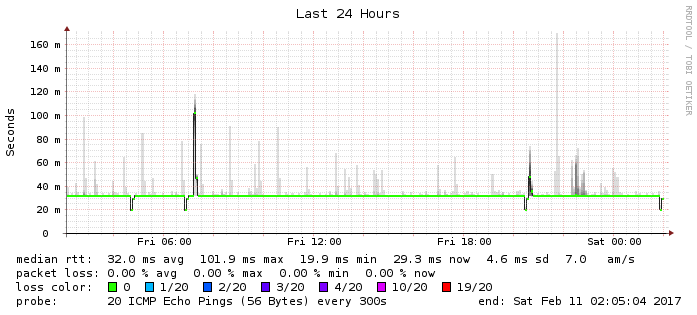 Last 24 Hours
RRDTOOL / TOBI OETIKER
Seconds
160 m
140 m
120 m
100 m
80 m
60 m
40 m
20 m
0
Fri 06:00 Fri 12:00 Fri 18:00 Sat 00:00
median rtt: 32.0 ms avg 101.9 ms max 19.9 ms min 29.3 ms now 4.6 ms sd 7.0 am/s
packet loss: 0.00 % avg 0.00 % max 0.00 % min 0.00 % now
loss color: 0 1/20 2/20 3/20 4/20 10/20 19/20
probe: 20 ICMP Echo Pings (56 Bytes) every 300s end: Sat Feb 11 02:05:04 2017